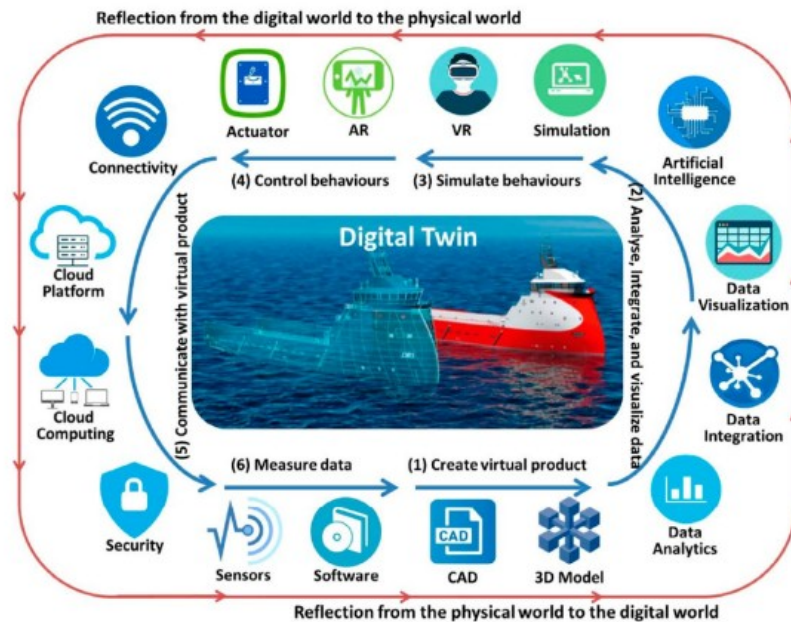 Reflection from the digital world to the physical world
Actuator
AR
VR
Simulation
Connectivity
Artificial
Intelligence
(4) Control behaviours
(3) Simulate behaviours
(2) Analyse, Integrate, and visualize data
Digital Twin
Cloud
Platform
Data
Visualization
(5) Communicate with virtual product
Cloud
Computing
Data
Integration
(6) Measure data
(1) Create virtual product
Security
Sensors
Software
CAD
CAD
3D Model
Data
Analytics
Reflection from the physical world to the digital world